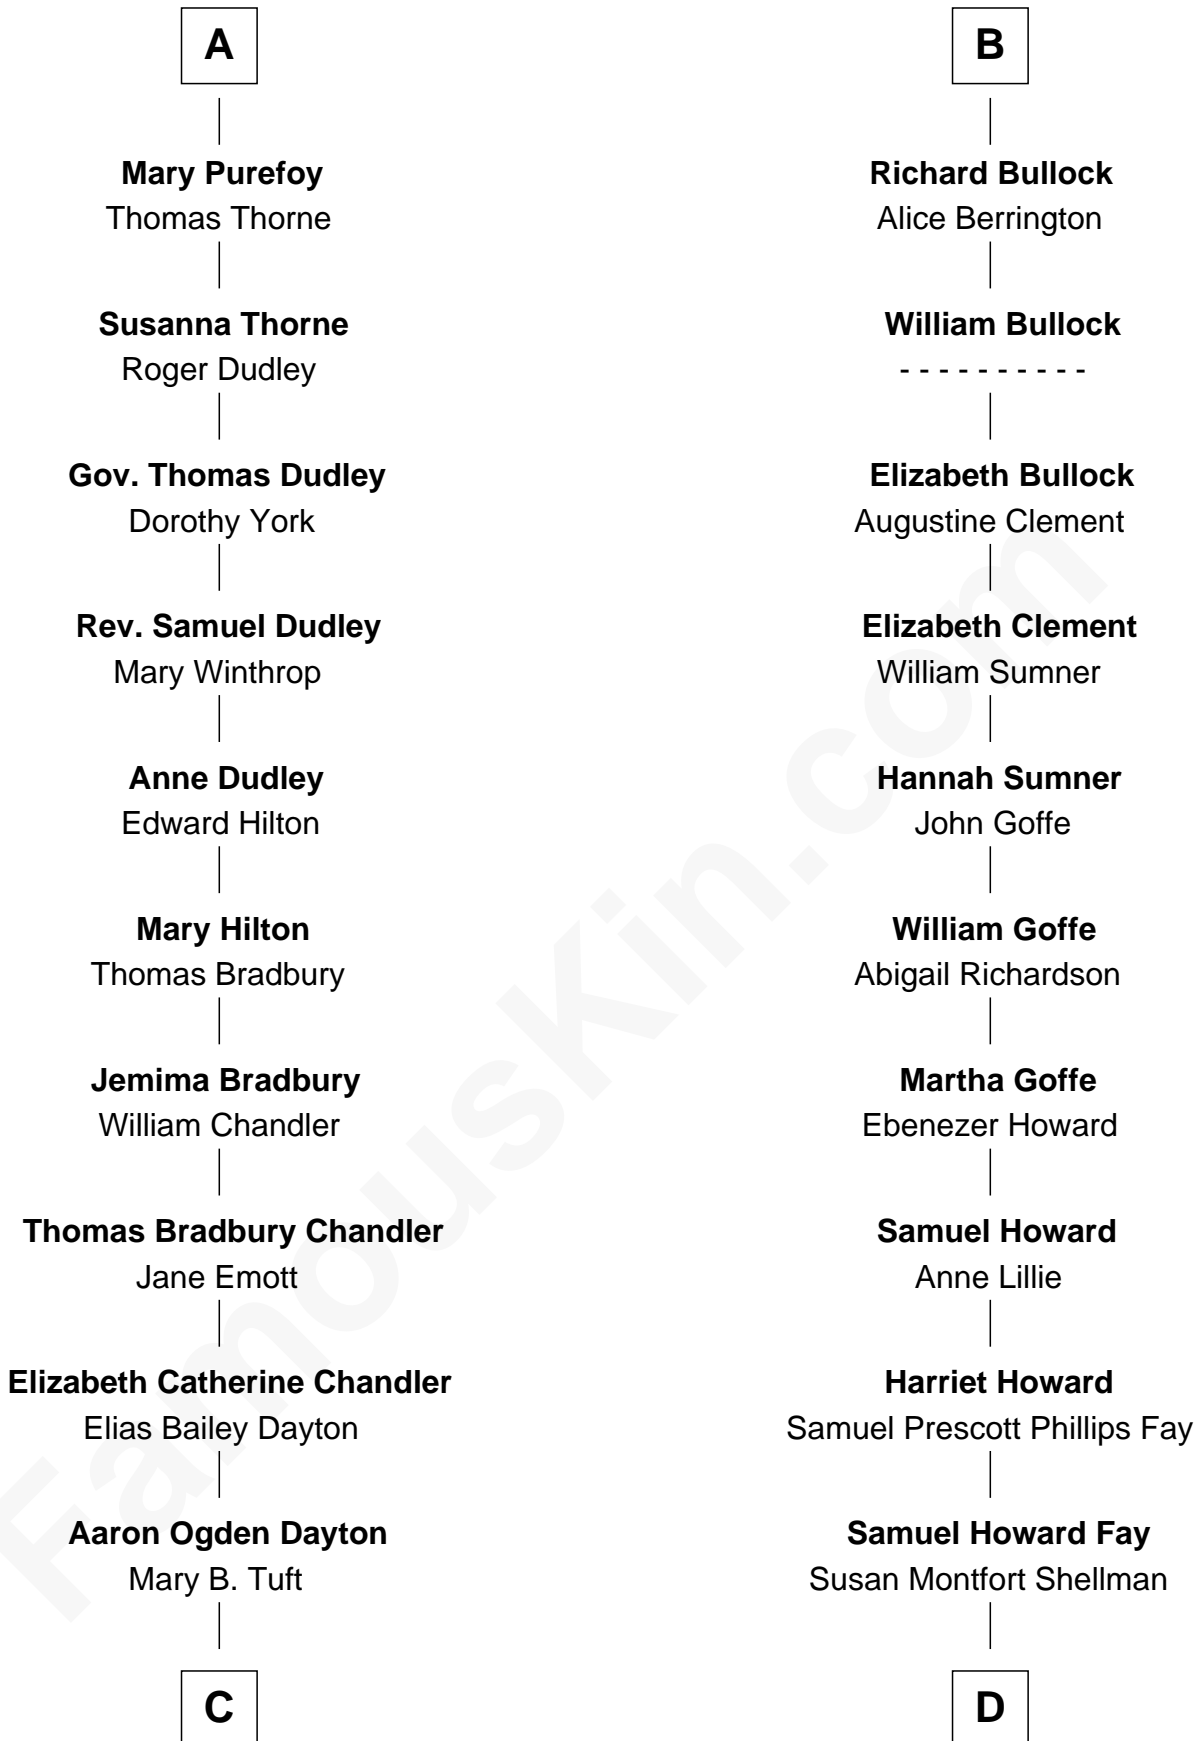 A
Mary Purefoy
Thomas Thorne
Susanna Thorne
Roger Dudley
Gov. Thomas Dudley
Dorothy York
Rev. Samuel Dudley
Mary Winthrop
Anne Dudley
Edward Hilton
Mary Hilton
Thomas Bradbury
Jemima Bradbury
William Chandler
Thomas Bradbury Chandler
Jane Emott
Elizabeth Catherine Chandler
Elias Bailey Dayton
Aaron Ogden Dayton
Mary B. Tuft
C
B
Richard Bullock
Alice Berrington
William Bullock
- - - - - - - - - -
Elizabeth Bullock
Augustine Clement
Elizabeth Clement
William Sumner
Hannah Sumner
John Goffe
William Goffe
Abigail Richardson
Martha Goffe
Ebenezer Howard
Samuel Howard
Anne Lillie
Harriet Howard
Samuel Prescott Phillips Fay
Samuel Howard Fay
Susan Montfort Shellman
D
FamousKin.com